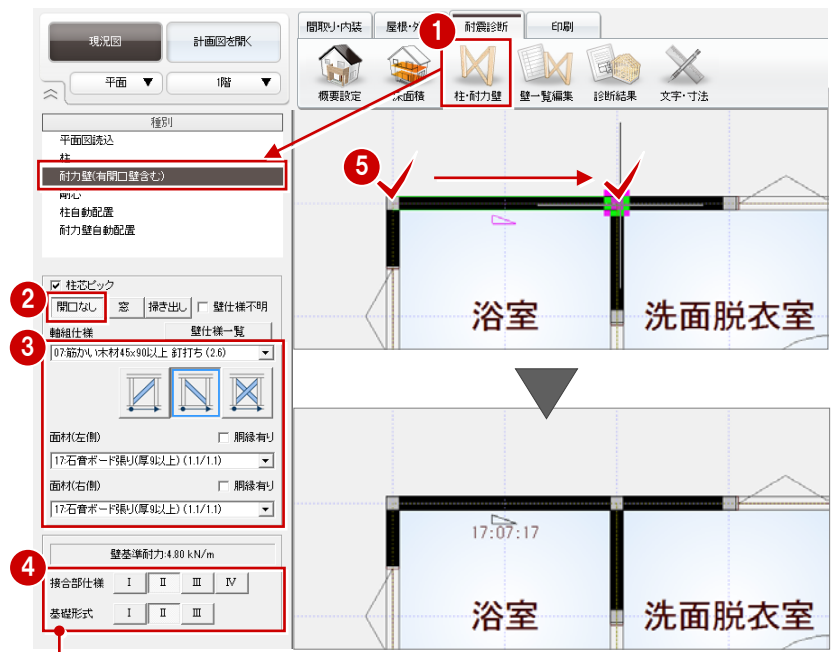 現況図
計画図を開く
平面 ▼
1階 ▼
間取り・内装
屋根・
耐震診断
印刷
1
概要設定
床面積
柱・耐力壁
壁一覧編集
診断結果
文字・寸法
種別
平面図読込
柱
耐力壁(有開口壁含む)
剛心
柱自動配置
耐力壁自動配置
5
浴室
洗面脱衣室
柱芯ピック
2
開口なし
窓
掃き出し
壁仕様不明
軸組仕様
壁仕様一覧
3
07:筋かい木材45x90以上 釘打ち (2.6)
面材(左側)
胴縁有り
17:石膏ボード張り(厚9以上) (1.1/1.1)
面材(右側)
胴縁有り
17:石膏ボード張り(厚9以上) (1.1/1.1)
壁基準耐力:4.80 kN/m
4
接合部仕様 Ⅰ Ⅱ Ⅲ Ⅳ
基礎形式 Ⅰ Ⅱ Ⅲ
17:07:17
浴室
洗面脱衣室